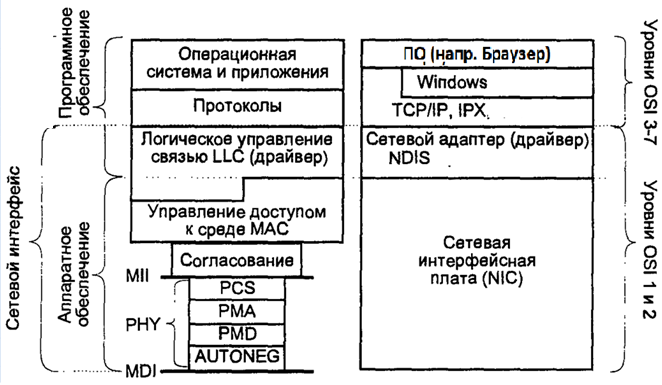 Сетевой интерфейс
Программное
обеспечение
Аппаратное
обеспечение
Операционная
система и приложения
Протоколы
Логическое управление
связью LLC (драйвер)
Управление доступом
к среде MAC
Согласование
MII
PCS
PMA
PHY
PMD
AUTONEG
MDI
ПО (напр. Браузер)
Windows
TCP/IP, IPX
Сетевой адаптер (драйвер)
NDIS
Сетевая
интерфейсная
плата (NIC)
Уровни OSI 3-7
Уровни OSI 1 и 2